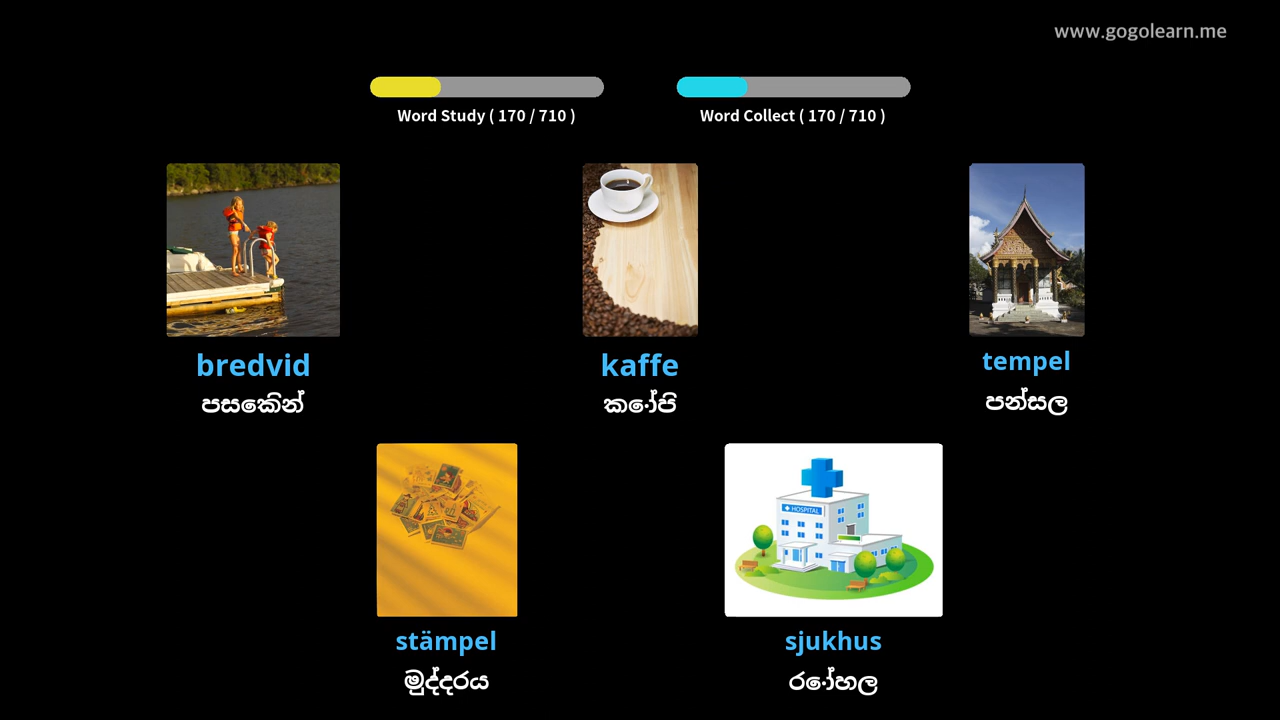 www.gogolearn.me
Word Study ( 170 / 710 )
Word Collect ( 170 / 710 )
bredvid
පසකින්
kaffe
කෝපි
tempel
පන්සල
HOSPITAL
stämpel
මුද්දරය
sjukhus
රෝහල